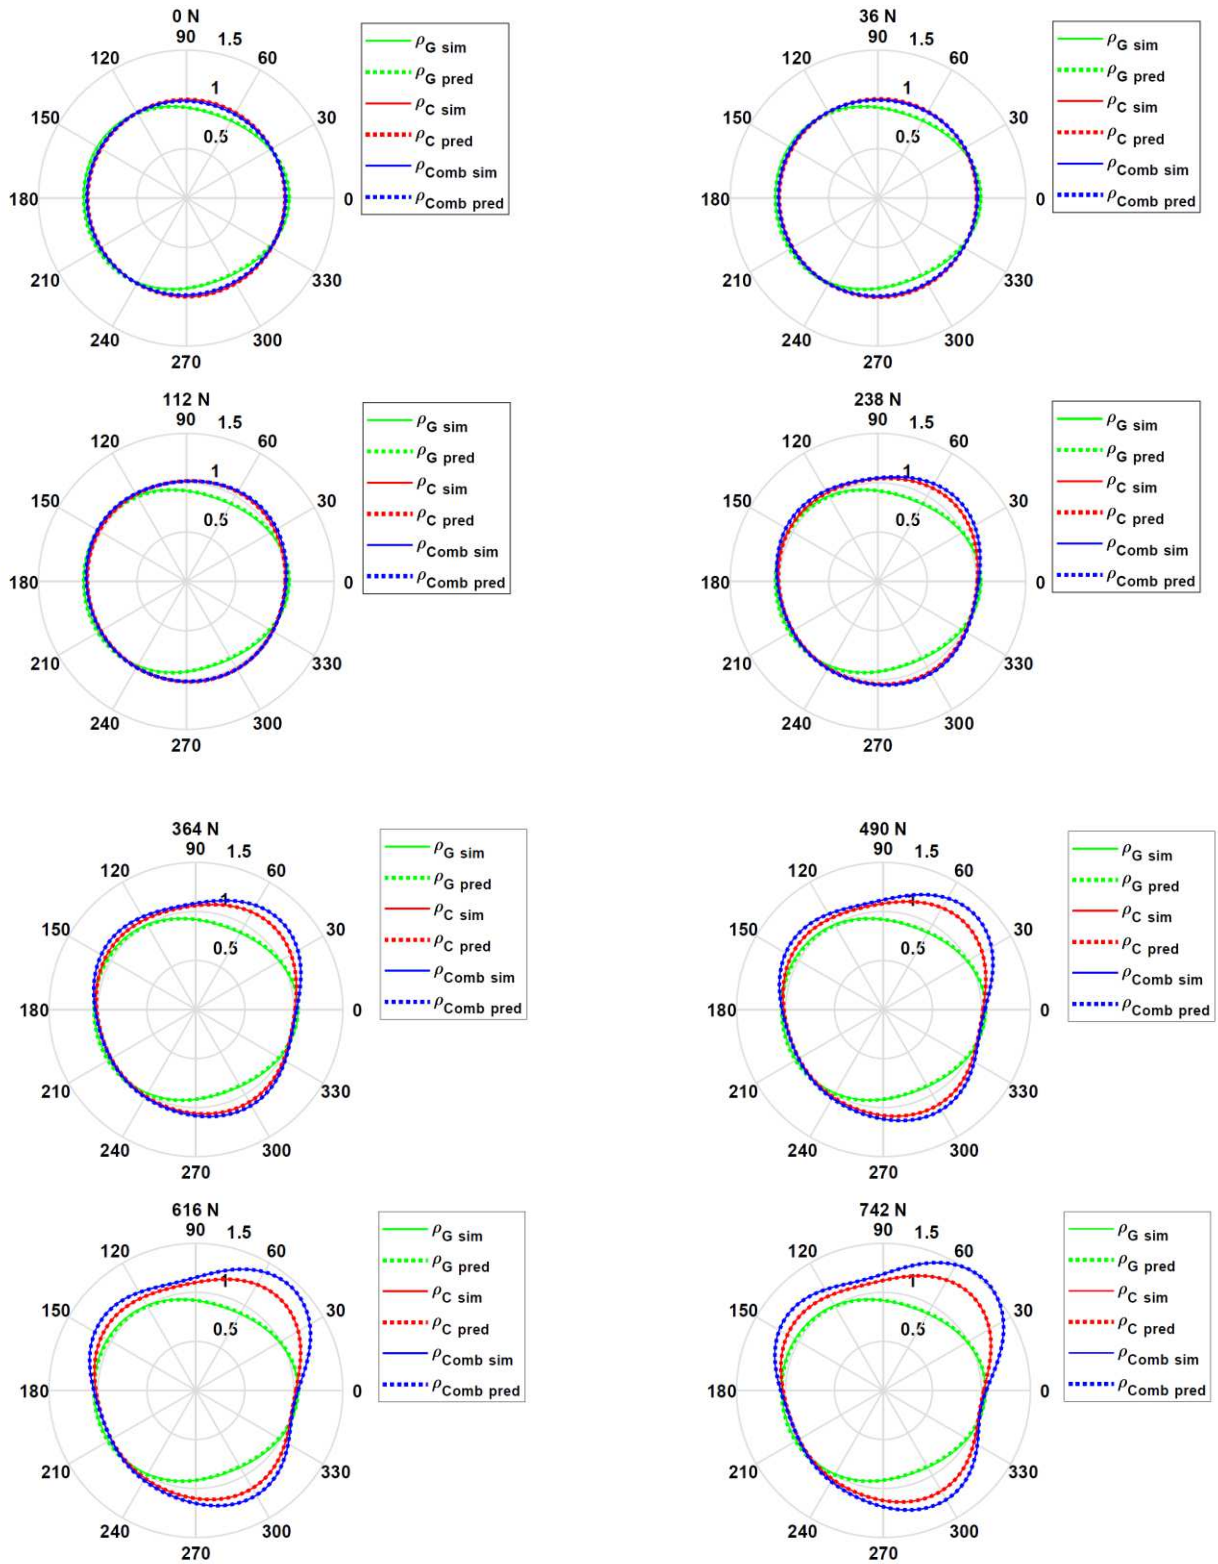 0 N
90
1.5
120
60
150
1
30
0.5
180
0
210
330
240
300
270
ρG sim
ρG pred
ρC sim
ρC pred
ρComb sim
ρComb pred
36 N
90
1.5
120
60
150
1
30
0.5
180
0
210
330
240
300
270
ρG sim
ρG pred
ρC sim
ρC pred
ρComb sim
ρComb pred
112 N
90
1.5
120
60
150
1
30
0.5
180
0
210
330
240
300
270
ρG sim
ρG pred
ρC sim
ρC pred
ρComb sim
ρComb pred
238 N
90
1.5
120
60
150
1
30
0.5
180
0
210
330
240
300
270
ρG sim
ρG pred
ρC sim
ρC pred
ρComb sim
ρComb pred
364 N
90
1.5
120
60
150
1
30
0.5
180
0
210
330
240
300
270
ρG sim
ρG pred
ρC sim
ρC pred
ρComb sim
ρComb pred
490 N
90
1.5
120
60
150
1
30
0.5
180
0
210
330
240
300
270
ρG sim
ρG pred
ρC sim
ρC pred
ρComb sim
ρComb pred
616 N
90
1.5
120
60
150
1
30
0.5
180
0
210
330
240
300
270
ρG sim
ρG pred
ρC sim
ρC pred
ρComb sim
ρComb pred
742 N
90
1.5
120
60
150
1
30
0.5
180
0
210
330
240
300
270
ρG sim
ρG pred
ρC sim
ρC pred
ρComb sim
ρComb pred